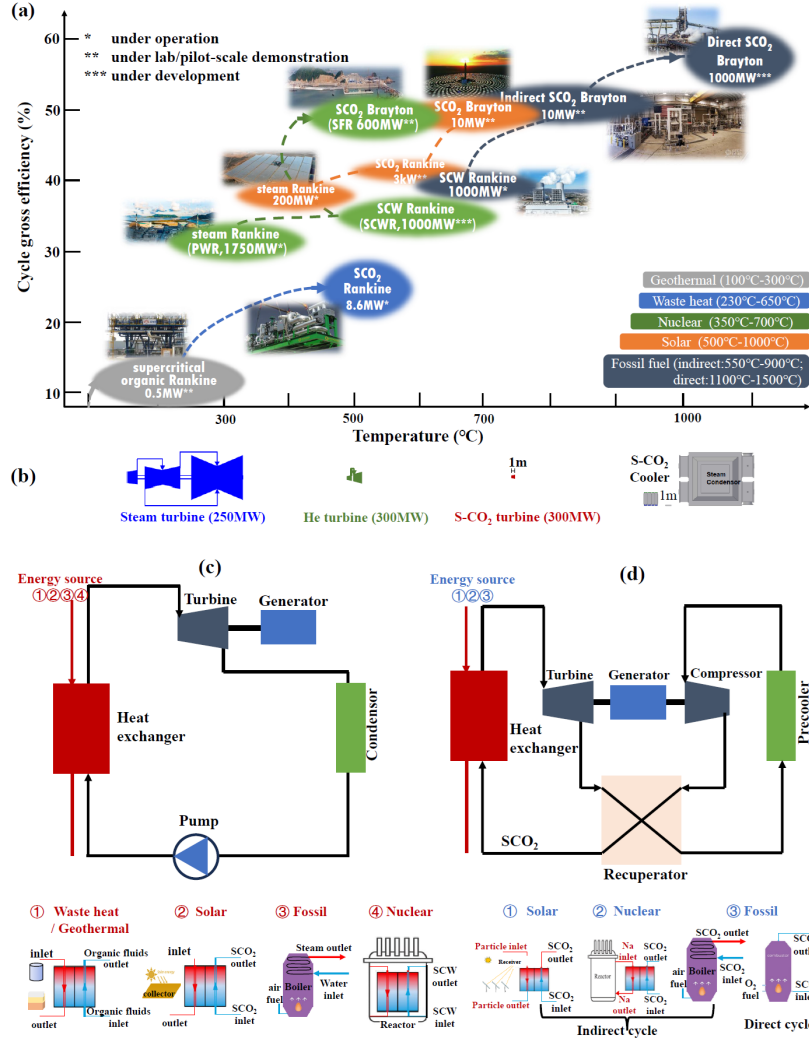 (a)
60
50
40
30
20
10
Cycle gross efficiency (%)
* under operation
** under lab/pilot-scale demonstration
*** under development
Direct SCO2
Brayton
1000MW***
SCO2 Brayton
(SFR 600MW**)
SCO2 Brayton
10MW**
Indirect SCO2 Brayton
10MW**
SCO2 Rankine
3kW**
SCW Rankine
1000MW*
steam Rankine
200MW*
SCW Rankine
(SCWR,1000MW***)
steam Rankine
(PWR,1750MW*)
SCO2
Rankine
8.6MW*
supercritical
organic Rankine
0.5MW**
Geothermal (100℃-300℃)
Waste heat (230℃-650℃)
Nuclear (350℃-700℃)
Solar (500℃-1000℃)
Fossil fuel (indirect:550℃-900℃;
direct:1100℃-1500℃)
300
500
700
1000
Temperature (℃)
(b)
Steam turbine (250MW)
He turbine (300MW)
1m
S-CO2 turbine (300MW)
S-CO2
Cooler
1m
Steam
Condensor
(c)
Energy source
①②③④
Turbine
Generator
Heat
exchanger
Condensor
Pump
(d)
Energy source
①②③
Turbine
Generator
Compressor
Heat
exchanger
Precooler
SCO2
Recuperator
① Waste heat
/ Geothermal
inlet
Organic fluids
outlet
Organic fluids
inlet
outlet
② Solar
inlet
SCO2
outlet
collector
SCO2
inlet
outlet
③ Fossil
Steam outlet
Boiler
Water
inlet
air
fuel
④ Nuclear
SCW
outlet
SCW
inlet
Reactor
① Solar
Particle inlet
SCO2
outlet
Receiver
Particle outlet
SCO2
inlet
② Nuclear
Na
inlet
SCO2
outlet
Reactor
Na
outlet
SCO2
inlet
③ Fossil
SCO2
outlet
Boiler
SCO2
inlet
air
fuel
Indirect cycle
O2
fuel
Direct cycle